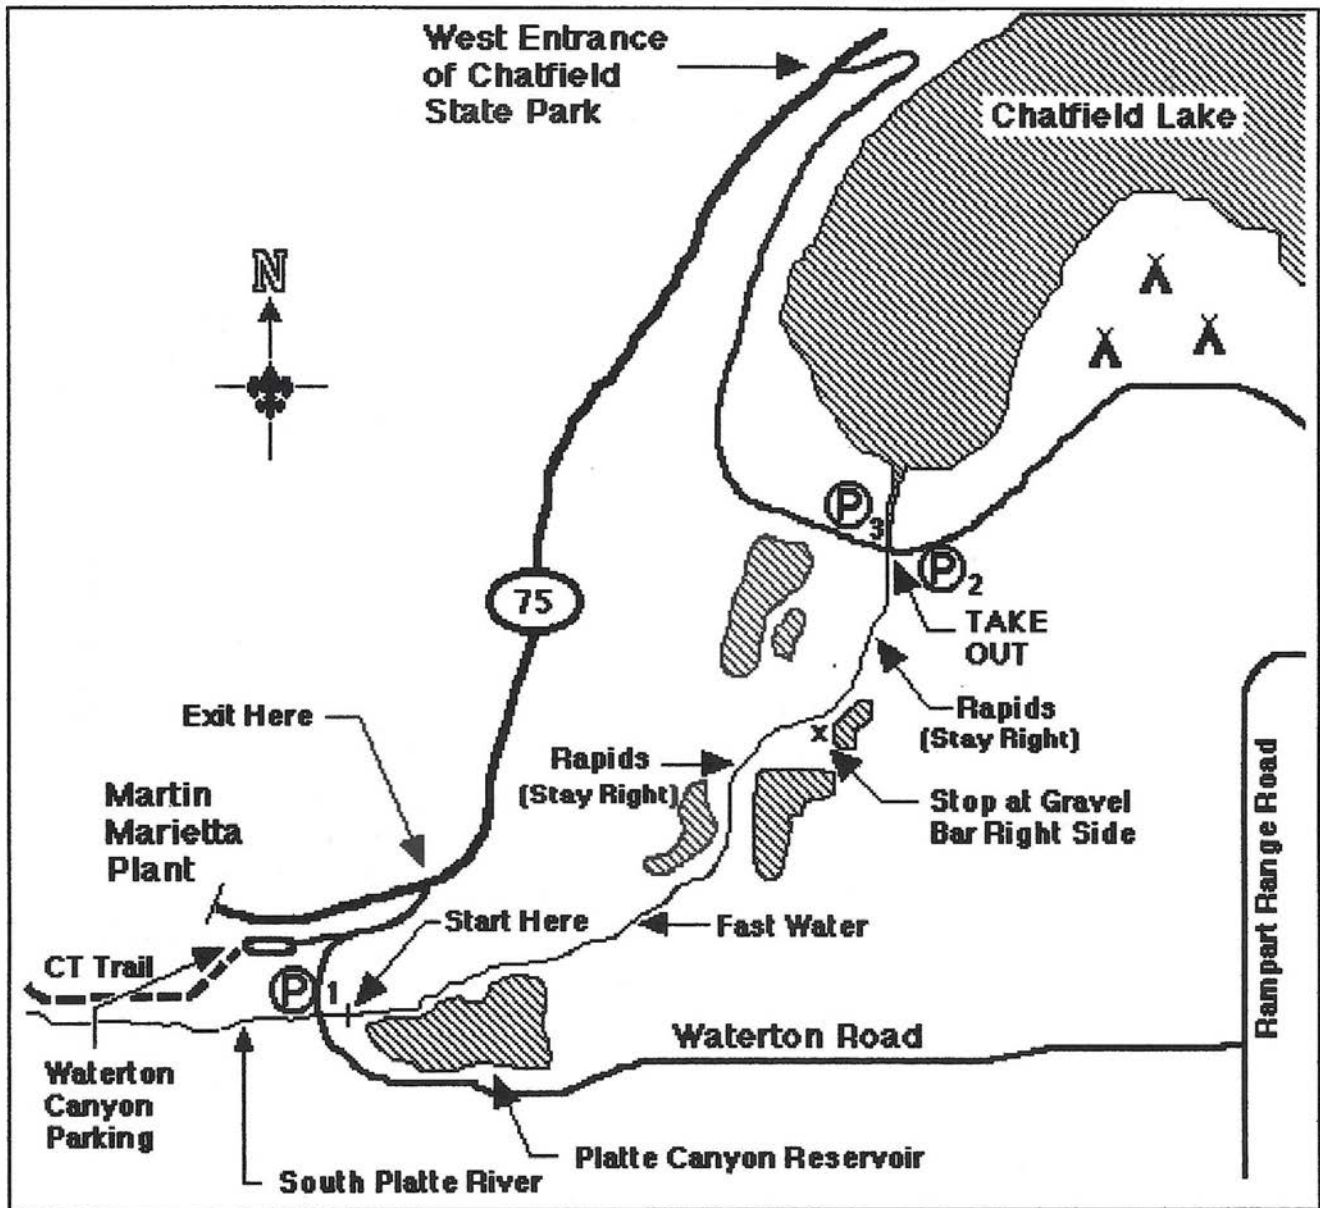 West Entrance
of Chatfield
State Park
Chatfield Lake
N
P
3
P
2
75
TAKE
OUT
Exit Here
Rapids
(Stay Right)
x
Rapids
(Stay Right)
Martin
Marietta
Plant
Stop at Gravel
Bar Right Side
Rampart Range Road
Start Here
Fast Water
CT Trail
P
1
Waterton Road
Waterton
Canyon
Parking
Platte Canyon Reservoir
South Platte River